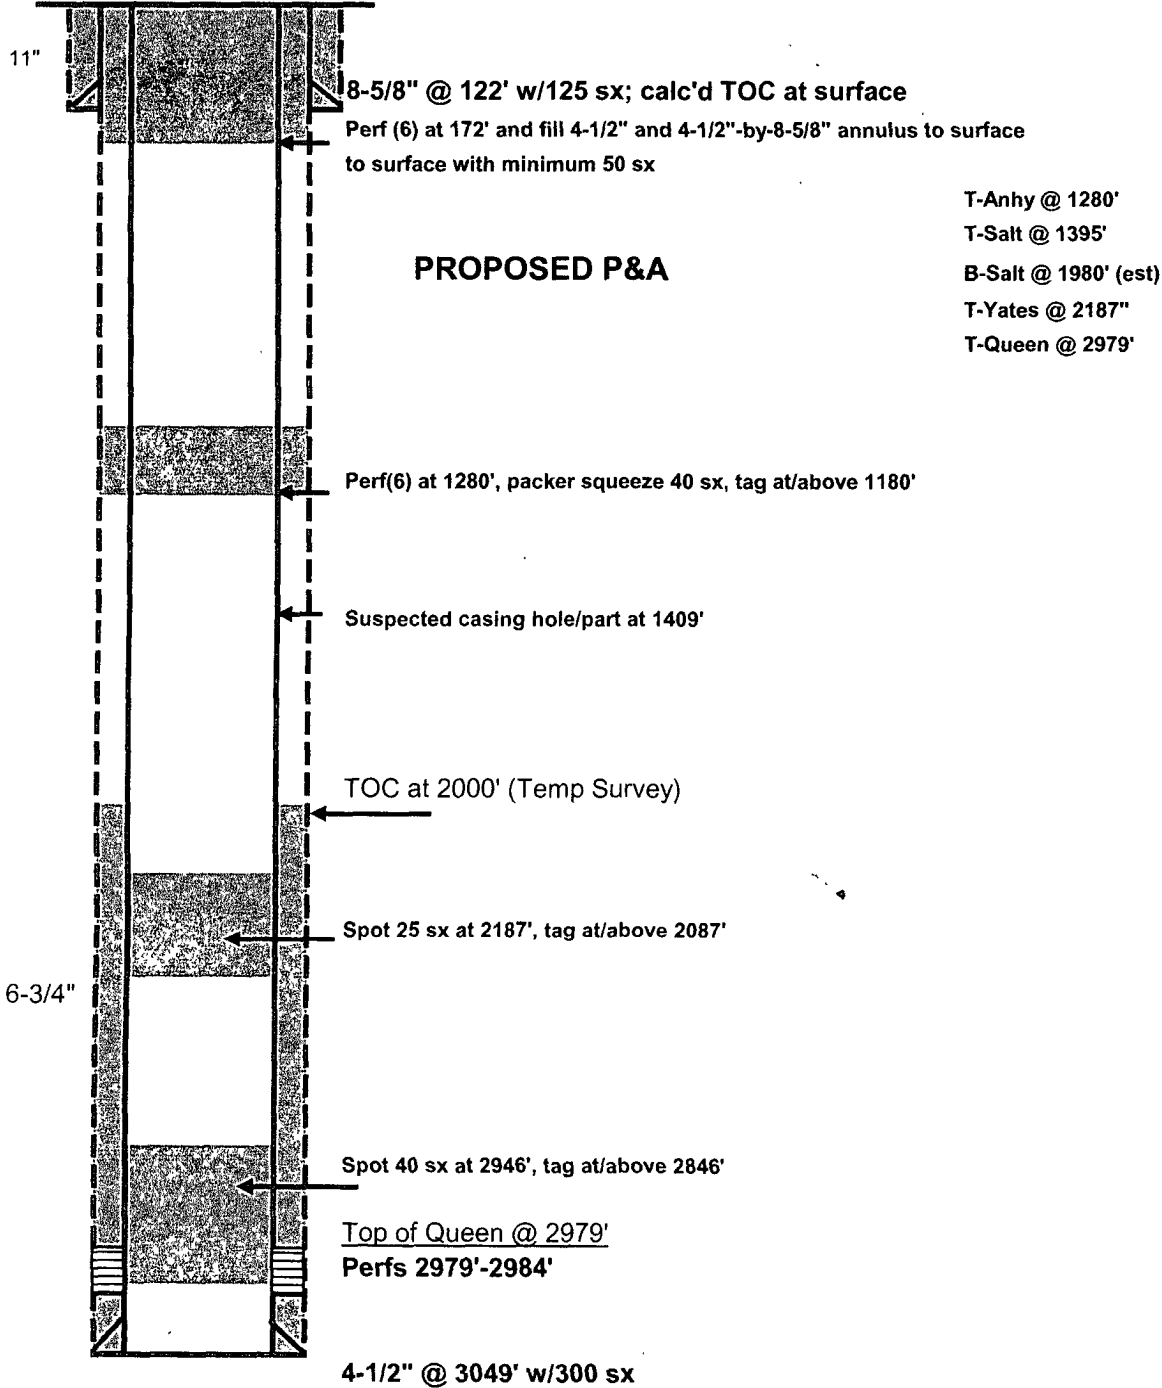 11"
8-5/8" @ 122' w/125 sx; calc'd TOC at surface
Perf (6) at 172' and fill 4-1/2" and 4-1/2"-by-8-5/8" annulus to surface
to surface with minimum 50 sx
T-Anhy @ 1280'
T-Salt @ 1395'
B-Salt @ 1980' (est)
T-Yates @ 2187"
T-Queen @ 2979'
PROPOSED P&A
Perf(6) at 1280', packer squeeze 40 sx, tag at/above 1180'
Suspected casing hole/part at 1409'
TOC at 2000' (Temp Survey)
Spot 25 sx at 2187', tag at/above 2087'
6-3/4"
Spot 40 sx at 2946', tag at/above 2846'
Top of Queen @ 2979'
Perfs 2979'-2984'
4-1/2" @ 3049' w/300 sx